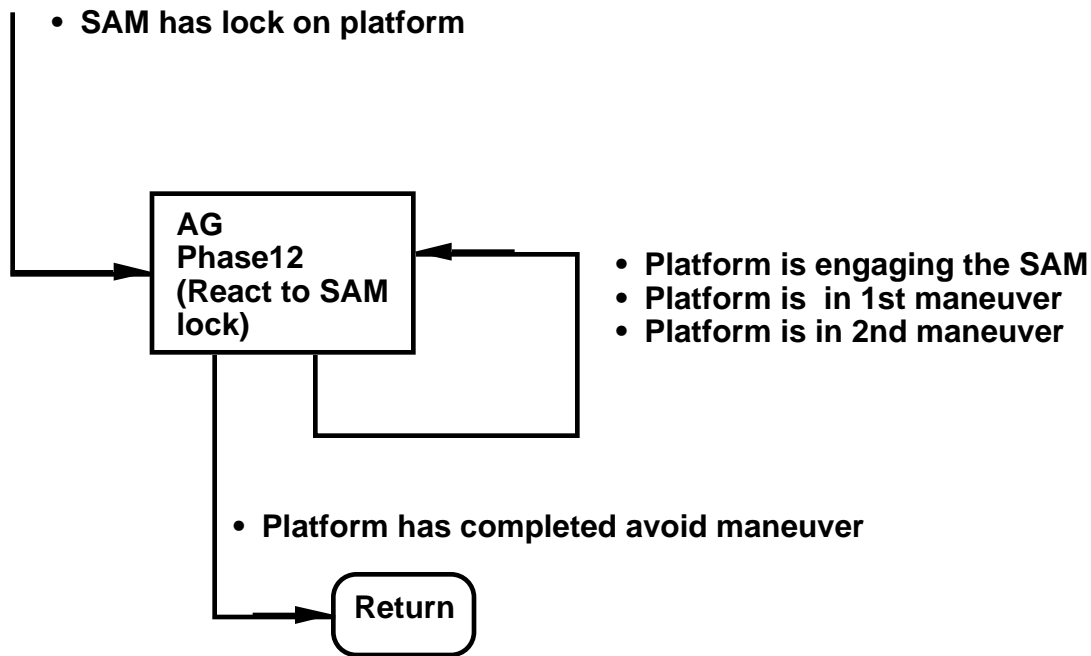 • SAM has lock on platform
AG
Phase12
(React to SAM
lock)
• Platform is engaging the SAM
• Platform is  in 1st maneuver
• Platform is in 2nd maneuver
• Platform has completed avoid maneuver
Return